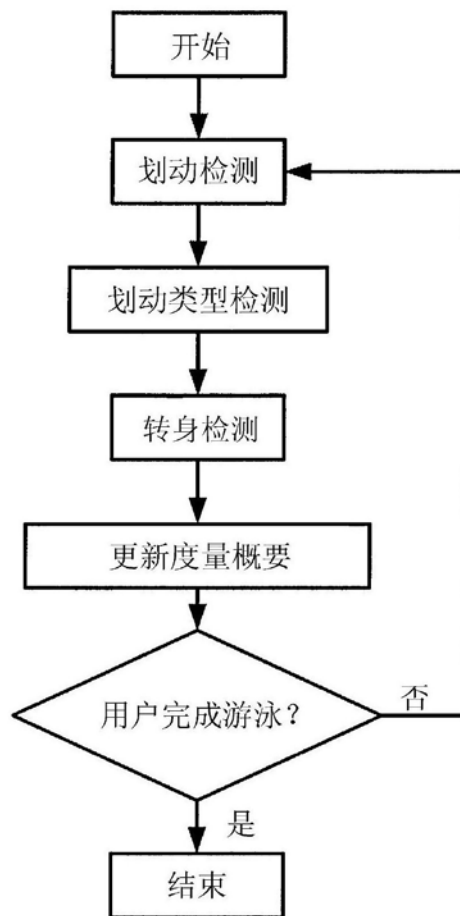 开始
划动检测
划动类型检测
转身检测
更新度量概要
用户完成游泳？
否
是
结束